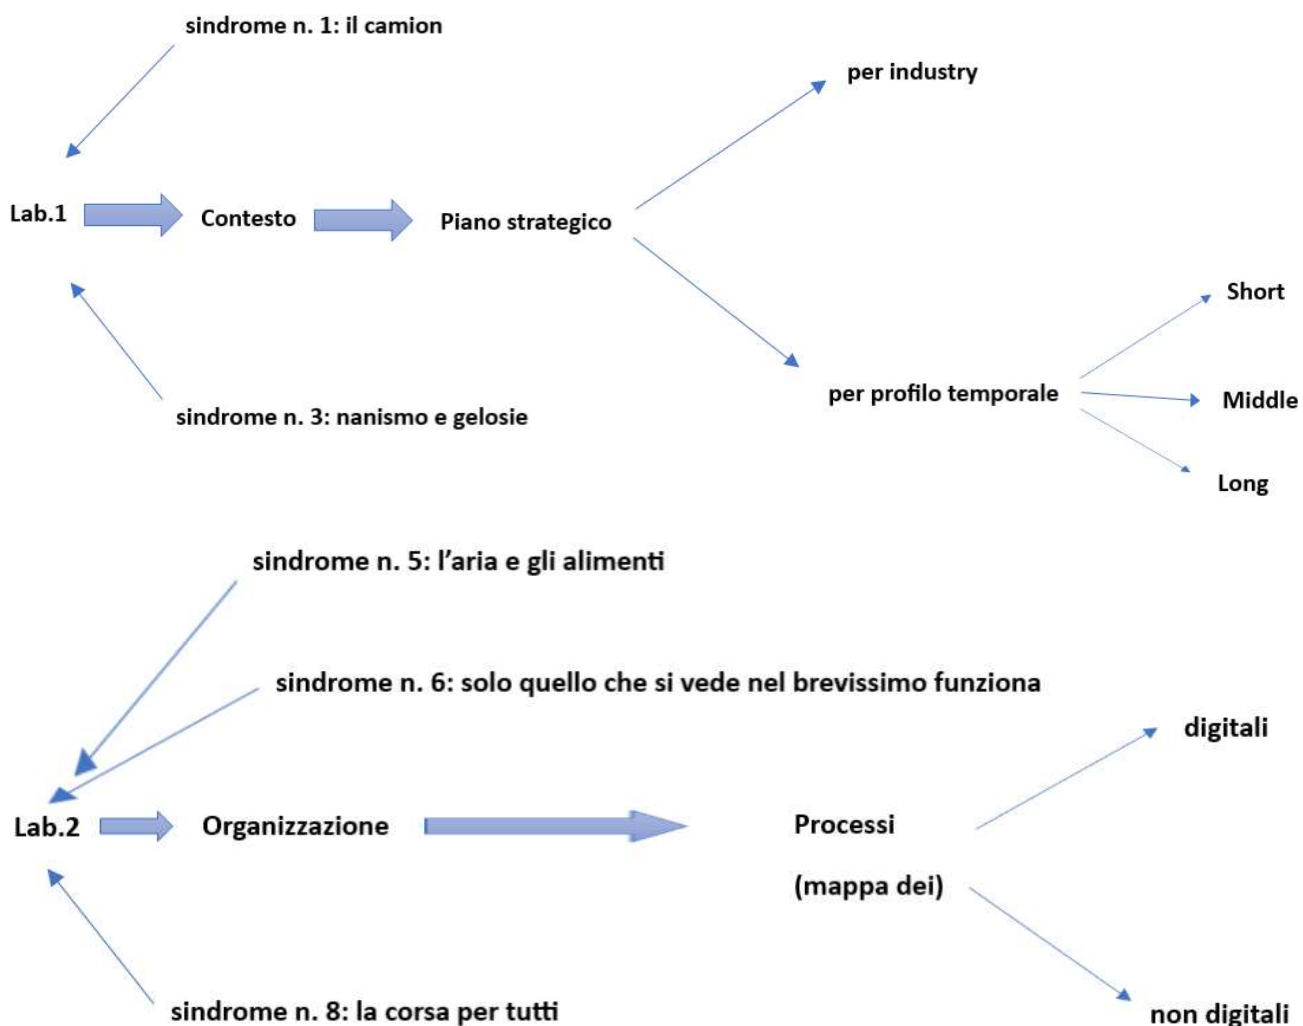 sindrome n. 1: il camion
per industry
Lab.1
Contesto
Piano strategico
Short
per profilo temporale
Middle
sindrome n. 3: nanismo e gelosie
Long
sindrome n. 5: l’aria e gli alimenti
sindrome n. 6: solo quello che si vede nel brevissimo funziona
digitali
Lab.2
Organizzazione
Processi
(mappa dei)
sindrome n. 8: la corsa per tutti
non digitali